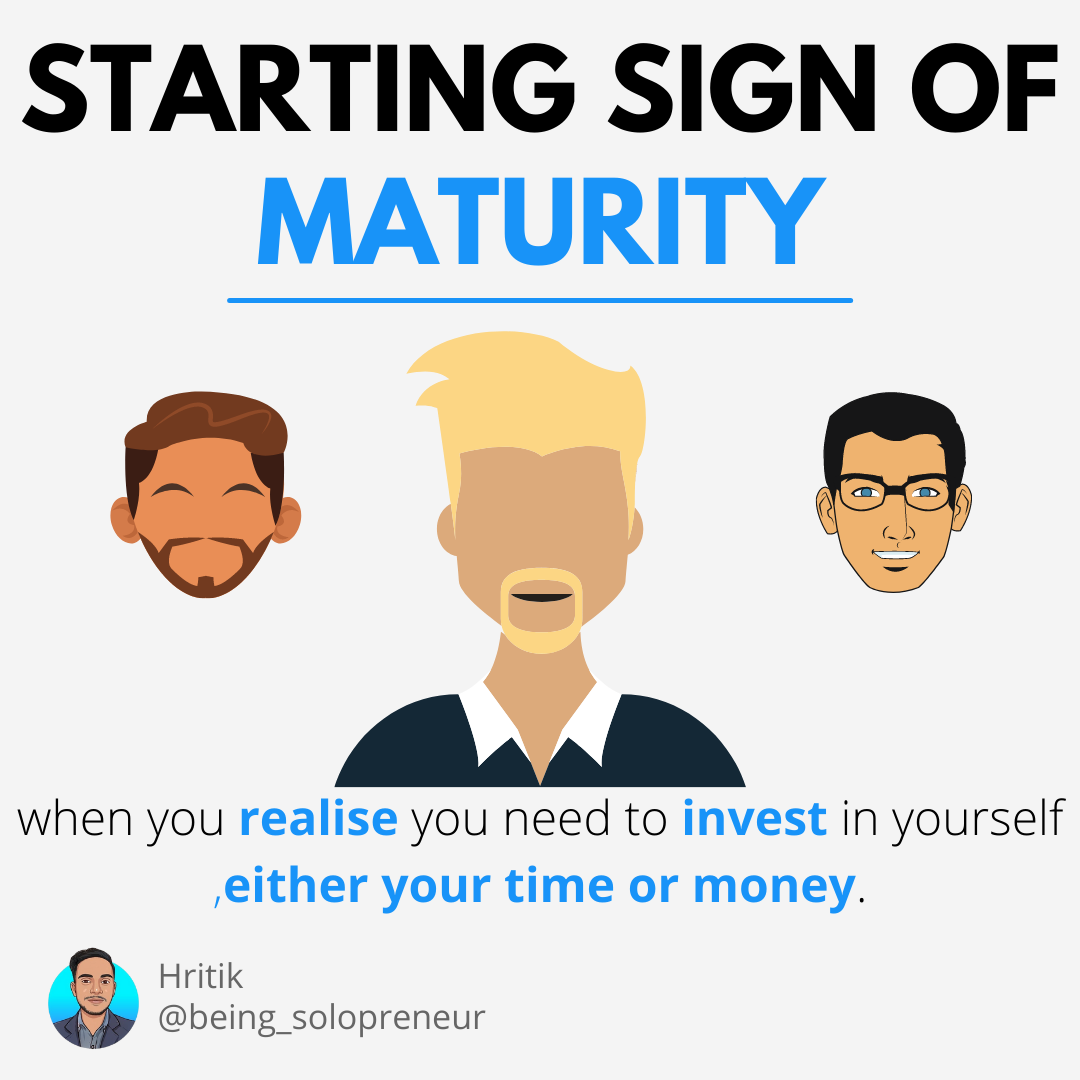 STARTING SIGN OF
MATURITY
when you realise you need to invest in yourself
,either your time or money.
Hritik
@being_solopreneur